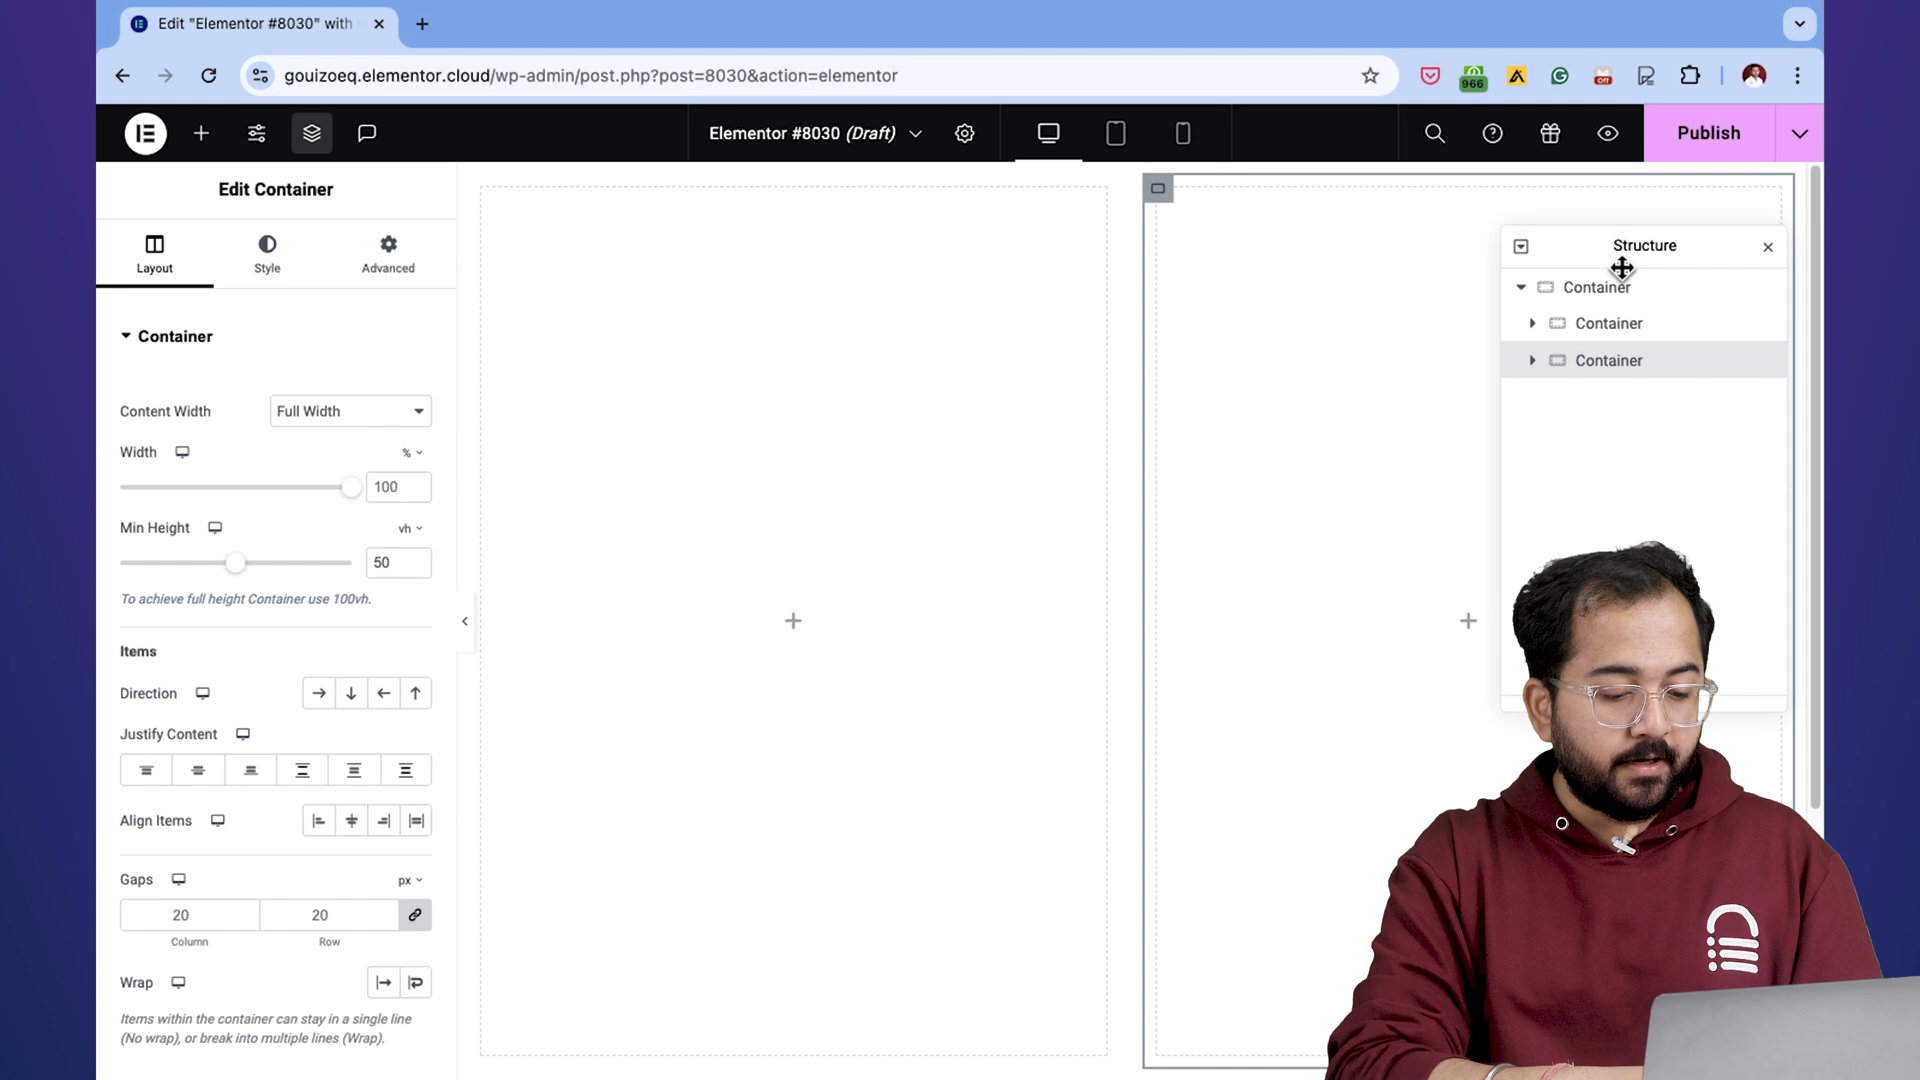 Edit "Elementor #8030" with
gouizoeq.elementor.cloud/wp-admin/post.php?post=8030&action=elementor
966
Off
Elementor #8030 (Draft)
Publish
Edit Container
Layout
Style
Advanced
Container
Content Width
Full Width
Width
%
100
Min Height
vh
50
To achieve full height Container use 100vh.
Items
Direction
Justify Content
Align Items
Gaps
px
20
20
Column
Row
Wrap
Items within the container can stay in a single line
(No wrap), or break into multiple lines (Wrap).
Structure
Container
Container
Container